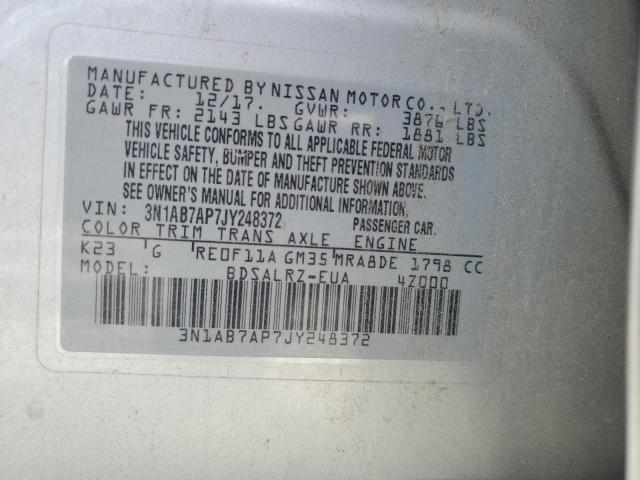 MANUFACTURED BY NISSAN MOTOR CO., LTD.
DATE: 12/17. GVWR: 3876 LBS
GAWR FR: 2143 LBS GAWR RR: 1881 LBS
THIS VEHICLE CONFORMS TO ALL APPLICABLE FEDERAL MOTOR
VEHICLE SAFETY, BUMPER AND THEFT PREVENTION STANDARDS
IN EFFECT ON THE DATE OF MANUFACTURE SHOWN ABOVE.
SEE OWNER'S MANUAL FOR ADDITIONAL INFORMATION.
VIN: 3N1AB7AP7JY248372 PASSENGER CAR.
COLOR TRIM TRANS AXLE ENGINE
K23 G RE0F11A GM35 MRA8DE 1798 CC
MODEL: BDSALRZ-EUA 4Z000
3N1AB7AP7JY248372